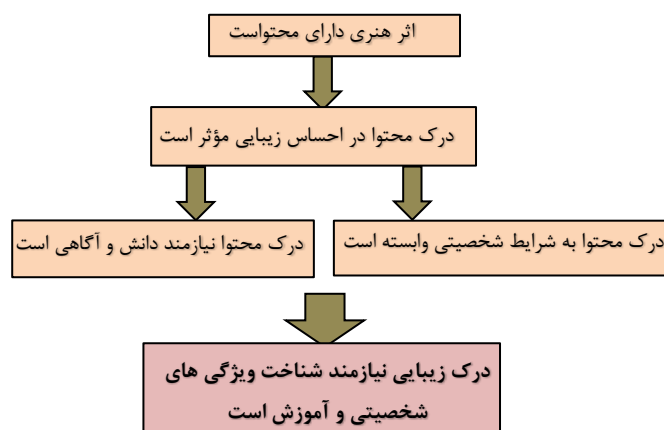 اثر هنری دارای محتواست
درک محتوا در احساس زیبایی مؤثر است
درک محتوا به شرایط شخصیتی وابسته است
درک محتوا نیازمند دانش و آگاهی است
درک زیبایی نیازمند شناخت ویژگی های
شخصیتی و آموزش است